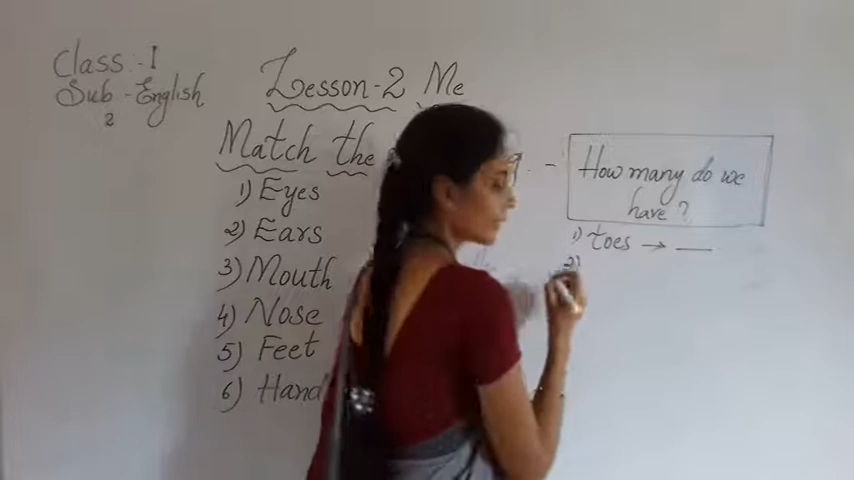 Class :- I
Sub - English
2
Lesson - 2 Me
Match the
1) Eyes
2) Ears
3) Mouth
4) Nose
5) Feet
6) Hand
How many do we
have ?
1) toes → ___
2)